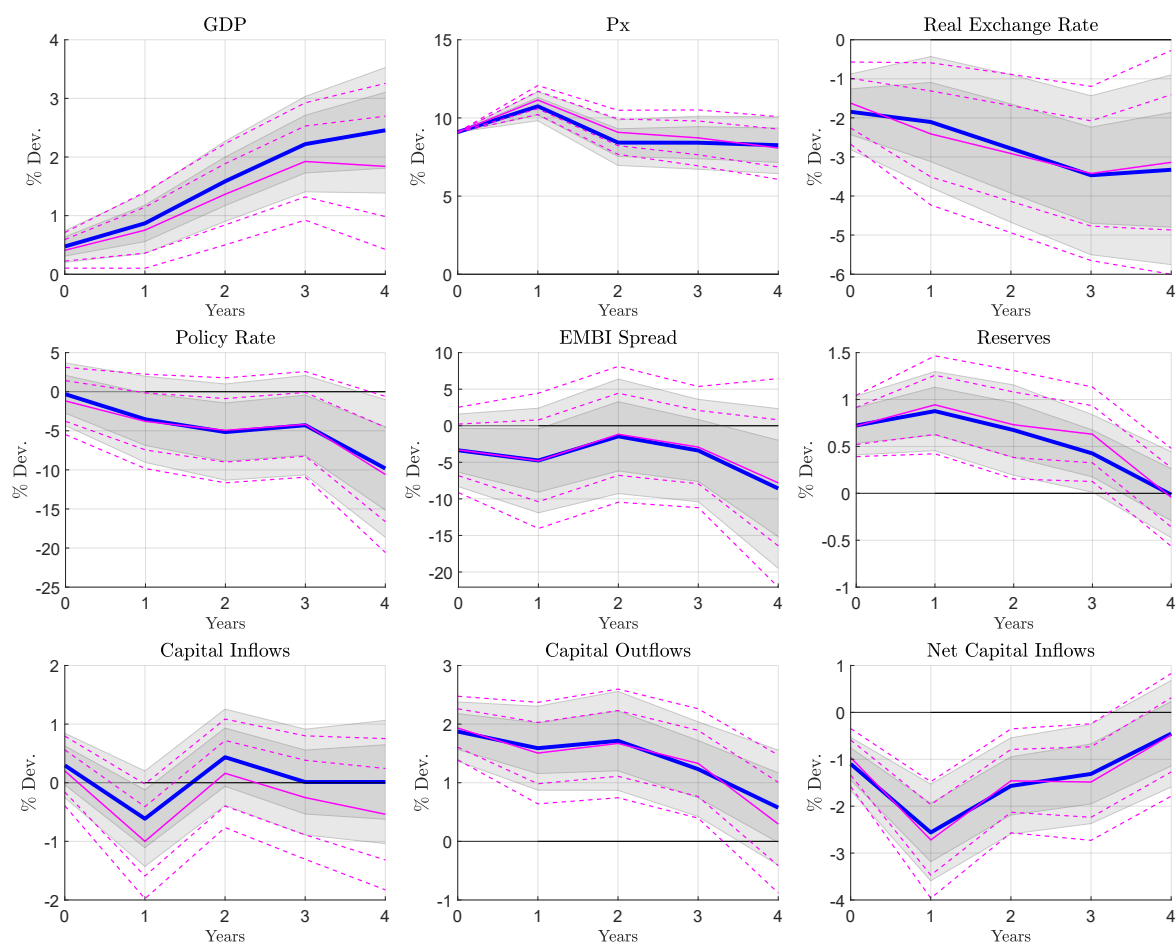 GDP
4
3
2
1
0
% Dev.
0 1 2 3 4
Years
Px
15
10
5
0
% Dev.
0 1 2 3 4
Years
Real Exchange Rate
0
-1
-2
-3
-4
-5
-6
% Dev.
0 1 2 3 4
Years
Policy Rate
5
0
-5
-10
-15
-20
-25
% Dev.
0 1 2 3 4
Years
EMBI Spread
10
5
0
-5
-10
-15
-20
% Dev.
0 1 2 3 4
Years
Reserves
1.5
1
0.5
0
-0.5
-1
% Dev.
0 1 2 3 4
Years
Capital Inflows
2
1
0
-1
-2
% Dev.
0 1 2 3 4
Years
Capital Outflows
3
2
1
0
-1
% Dev.
0 1 2 3 4
Years
Net Capital Inflows
1
0
-1
-2
-3
-4
% Dev.
0 1 2 3 4
Years